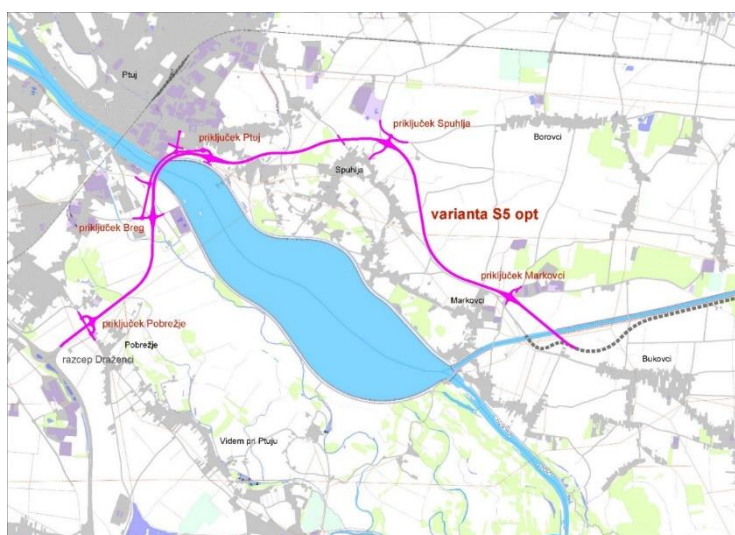 Ptuj
priključek Spuhlja
priključek Ptuj
Borovci
Spuhlja
varianta S5 opt
priključek Breg
priključek Markovci
Markovci
priključek Pobrežje
Pobrežje
razcep Draženci
Bukovci
Videm pri Ptuju